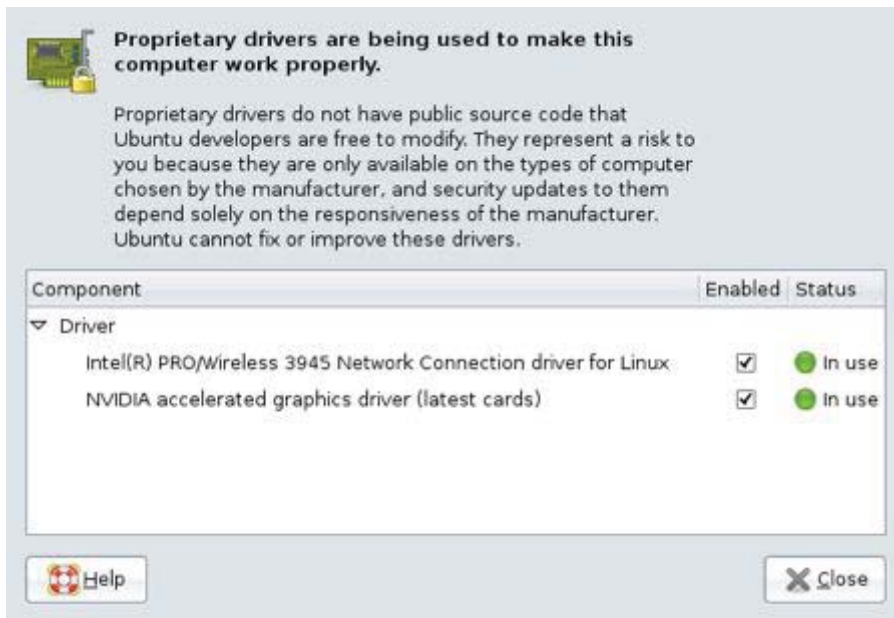 Proprietary drivers are being used to make this
computer work properly.
Proprietary drivers do not have public source code that
Ubuntu developers are free to modify. They represent a risk to
you because they are only available on the types of computer
chosen by the manufacturer, and security updates to them
depend solely on the responsiveness of the manufacturer.
Ubuntu cannot fix or improve these drivers.
Component Enabled Status
Driver
Intel(R) PRO/Wireless 3945 Network Connection driver for Linux In use
NVIDIA accelerated graphics driver (latest cards) In use
Help Close